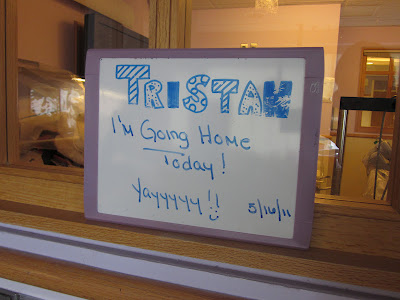 TRISTAN
I'm Going Home
Today!
Yayyyyy!!
5/16/11